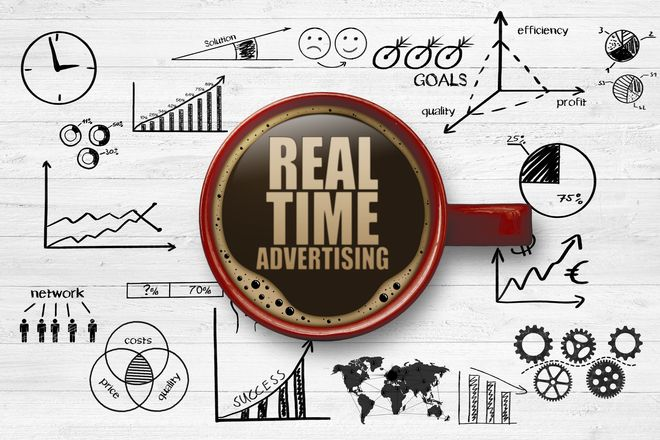 solution
GOALS
efficiency
quality
profit
REAL
TIME
ADVERTISING
25%
75%
€
network
?% 70%
costs
price
quality
SUCCESS